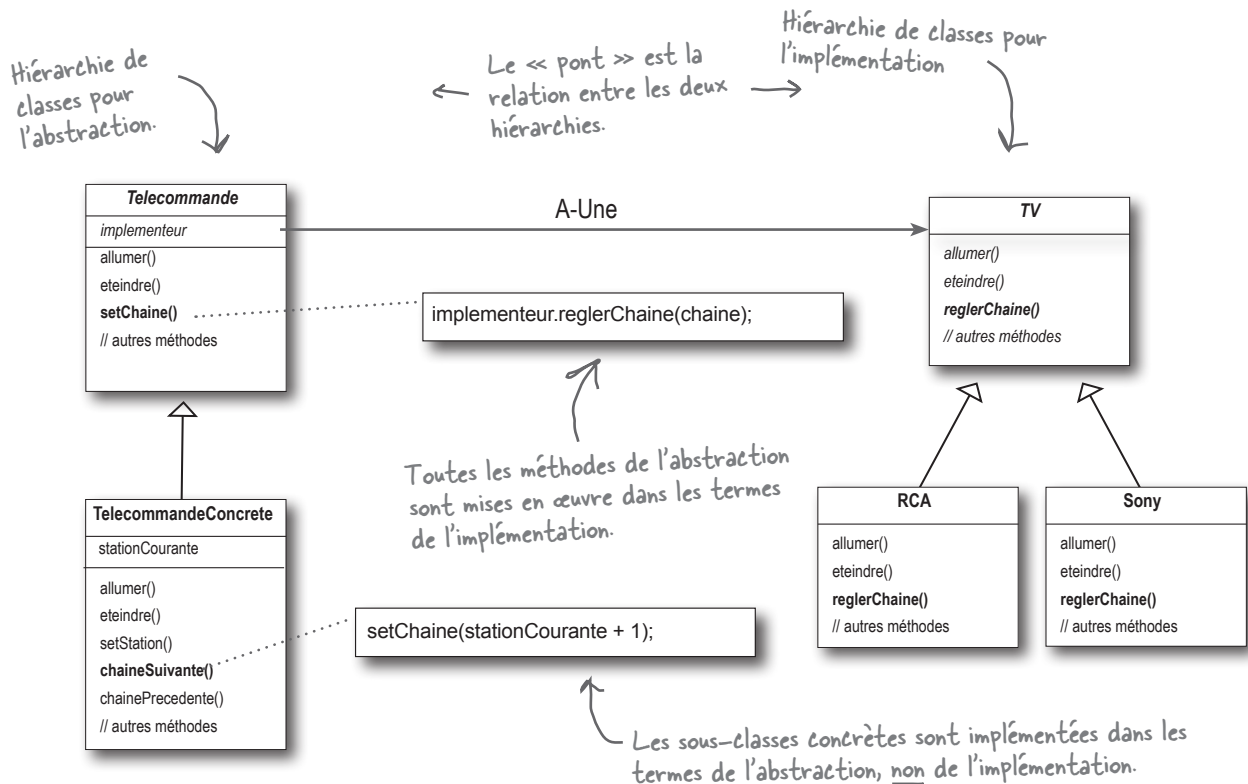 Hiérarchie de
classes pour
l'abstraction.
Le « pont » est la
relation entre les deux
hiérarchies.
Hiérarchie de classes pour
l'implémentation
Telecommande
implementeur
allumer()
eteindre()
setChaine()
// autres méthodes
A-Une
TV
allumer()
eteindre()
reglerChaine()
// autres méthodes
implementeur.reglerChaine(chaine);
Toutes les méthodes de l'abstraction
sont mises en œuvre dans les termes
de l'implémentation.
TelecommandeConcrete
stationCourante
allumer()
eteindre()
setStation()
chaineSuivante()
chainePrecedente()
// autres méthodes
setChaine(stationCourante + 1);
RCA
allumer()
eteindre()
reglerChaine()
// autres méthodes
Sony
allumer()
eteindre()
reglerChaine()
// autres méthodes
Les sous-classes concrètes sont implémentées dans les
termes de l'abstraction, non de l'implémentation.